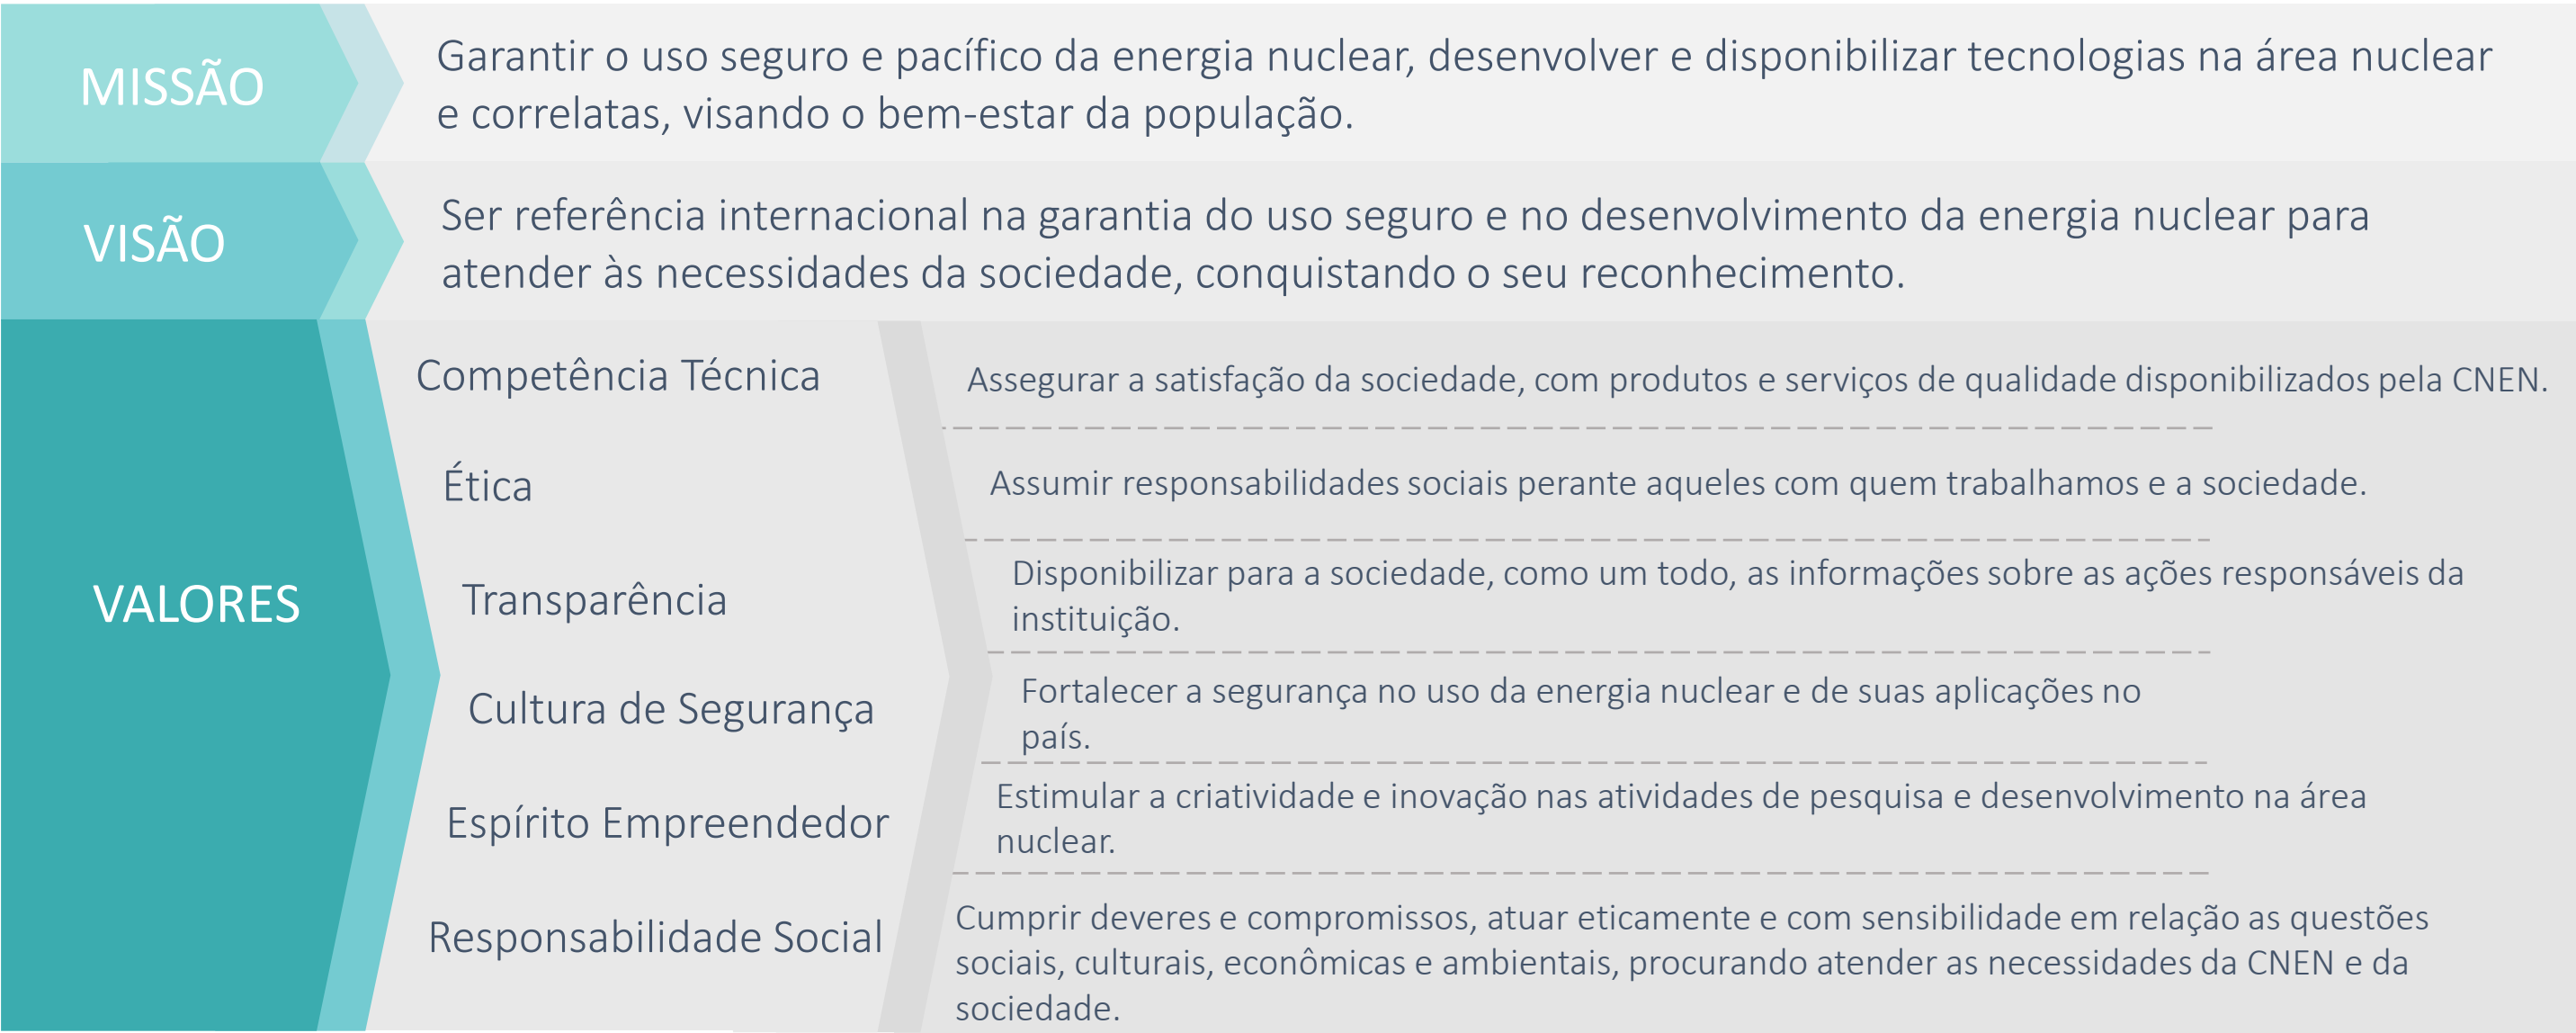 MISSÃO
Garantir o uso seguro e pacífico da energia nuclear, desenvolver e disponibilizar tecnologias na área nuclear
e correlatas, visando o bem-estar da população.
VISÃO
Ser referência internacional na garantia do uso seguro e no desenvolvimento da energia nuclear para
atender às necessidades da sociedade, conquistando o seu reconhecimento.
VALORES
Competência Técnica
Assegurar a satisfação da sociedade, com produtos e serviços de qualidade disponibilizados pela CNEN.
Ética
Assumir responsabilidades sociais perante aqueles com quem trabalhamos e a sociedade.
Transparência
Disponibilizar para a sociedade, como um todo, as informações sobre as ações responsáveis da
instituição.
Cultura de Segurança
Fortalecer a segurança no uso da energia nuclear e de suas aplicações no
país.
Espírito Empreendedor
Estimular a criatividade e inovação nas atividades de pesquisa e desenvolvimento na área
nuclear.
Responsabilidade Social
Cumprir deveres e compromissos, atuar eticamente e com sensibilidade em relação as questões
sociais, culturais, econômicas e ambientais, procurando atender as necessidades da CNEN e da
sociedade.